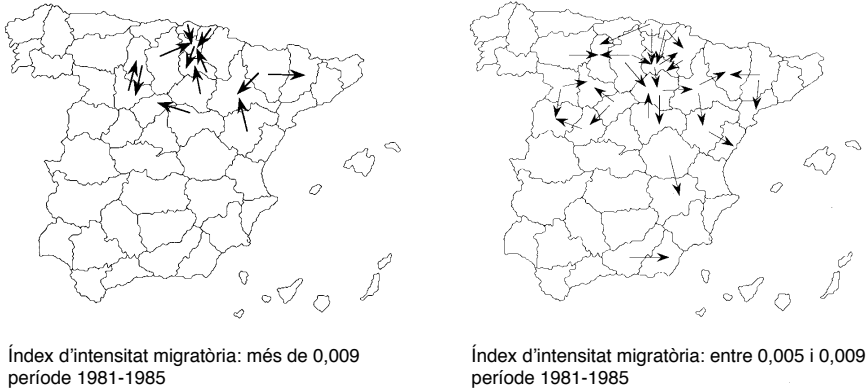 Índex d'intensitat migratòria: més de 0,009
període 1981-1985
Índex d'intensitat migratòria: entre 0,005 i 0,009
període 1981-1985